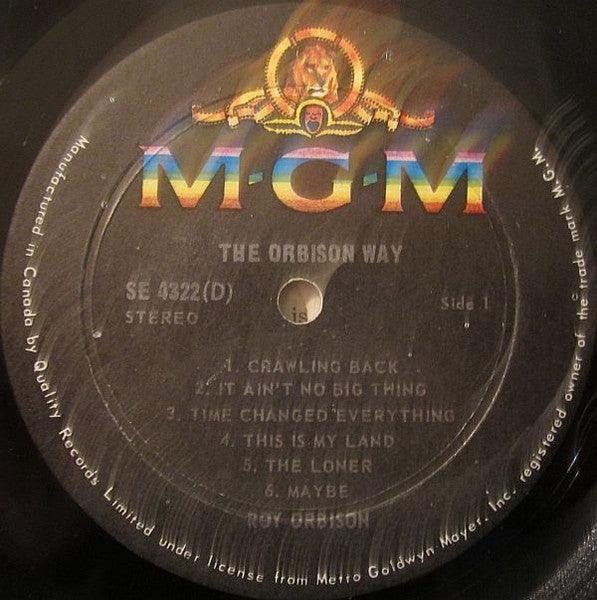 M-G-M
THE ORBISON WAY
SE 4322(D)
STEREO
Side 1
is
1. CRAWLING BACK
2. IT AIN'T NO BIG THING
3. TIME CHANGED EVERYTHING
4. THIS IS MY LAND
5. THE LONER
6. MAYBE
ROY ORBISON
Manufactured in Canada by Quality Records Limited under license from Metro Goldwyn Mayer, Inc. registered owner of the trade mark M.G.M.